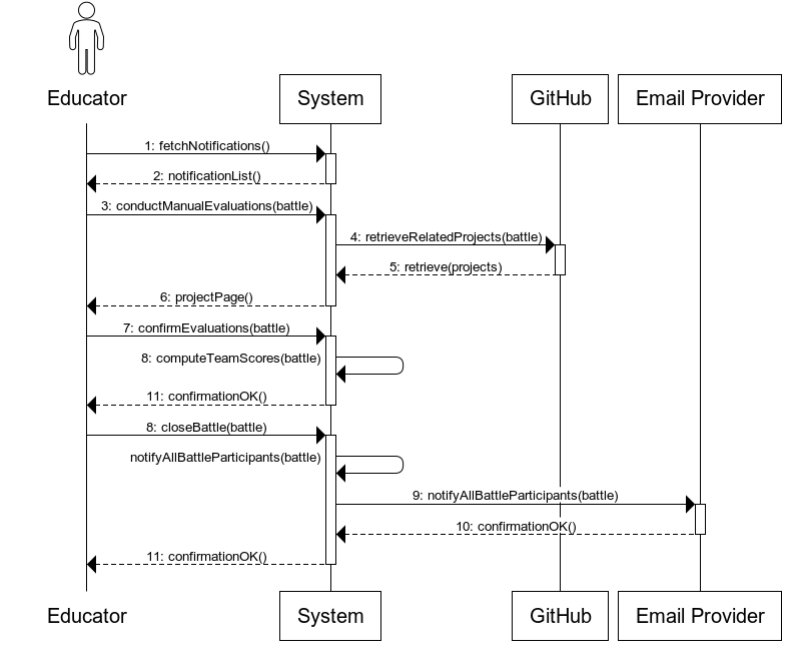 Educator
System
GitHub
Email Provider
1: fetchNotifications()
2: notificationList()
3: conductManualEvaluations(battle)
4: retrieveRelatedProjects(battle)
5: retrieve(projects)
6: projectPage()
7: confirmEvaluations(battle)
8: computeTeamScores(battle)
11: confirmationOK()
8: closeBattle(battle)
notifyAllBattleParticipants(battle)
9: notifyAllBattleParticipants(battle)
10: confirmationOK()
11: confirmationOK()
Educator
System
GitHub
Email Provider